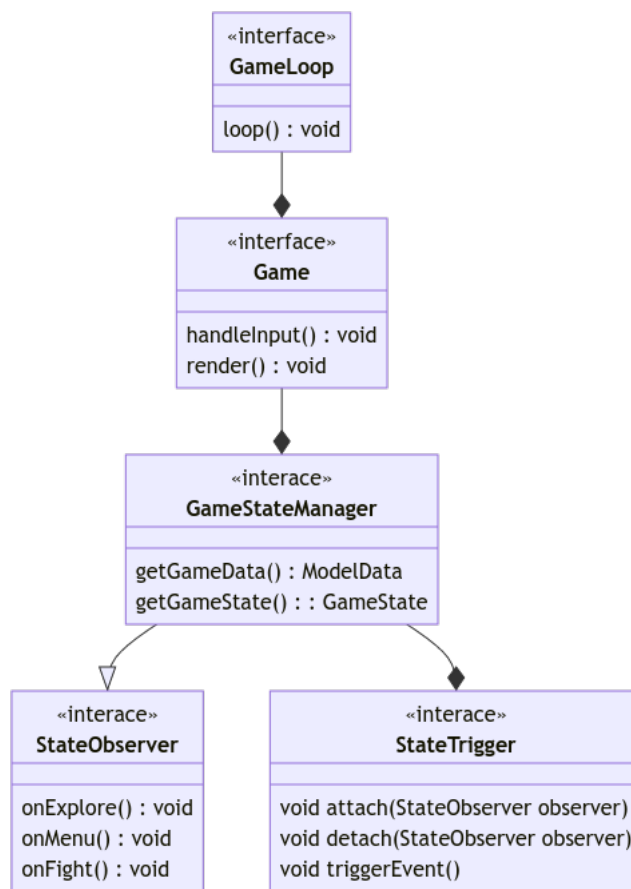 «interface»
GameLoop
loop() : void
«interface»
Game
handleInput() : void
render() : void
«interace»
GameStateManager
getGameData() : ModelData
getGameState() : : GameState
«interace»
StateObserver
onExplore() : void
onMenu() : void
onFight() : void
«interace»
StateTrigger
void attach(StateObserver observer)
void detach(StateObserver observer)
void triggerEvent()